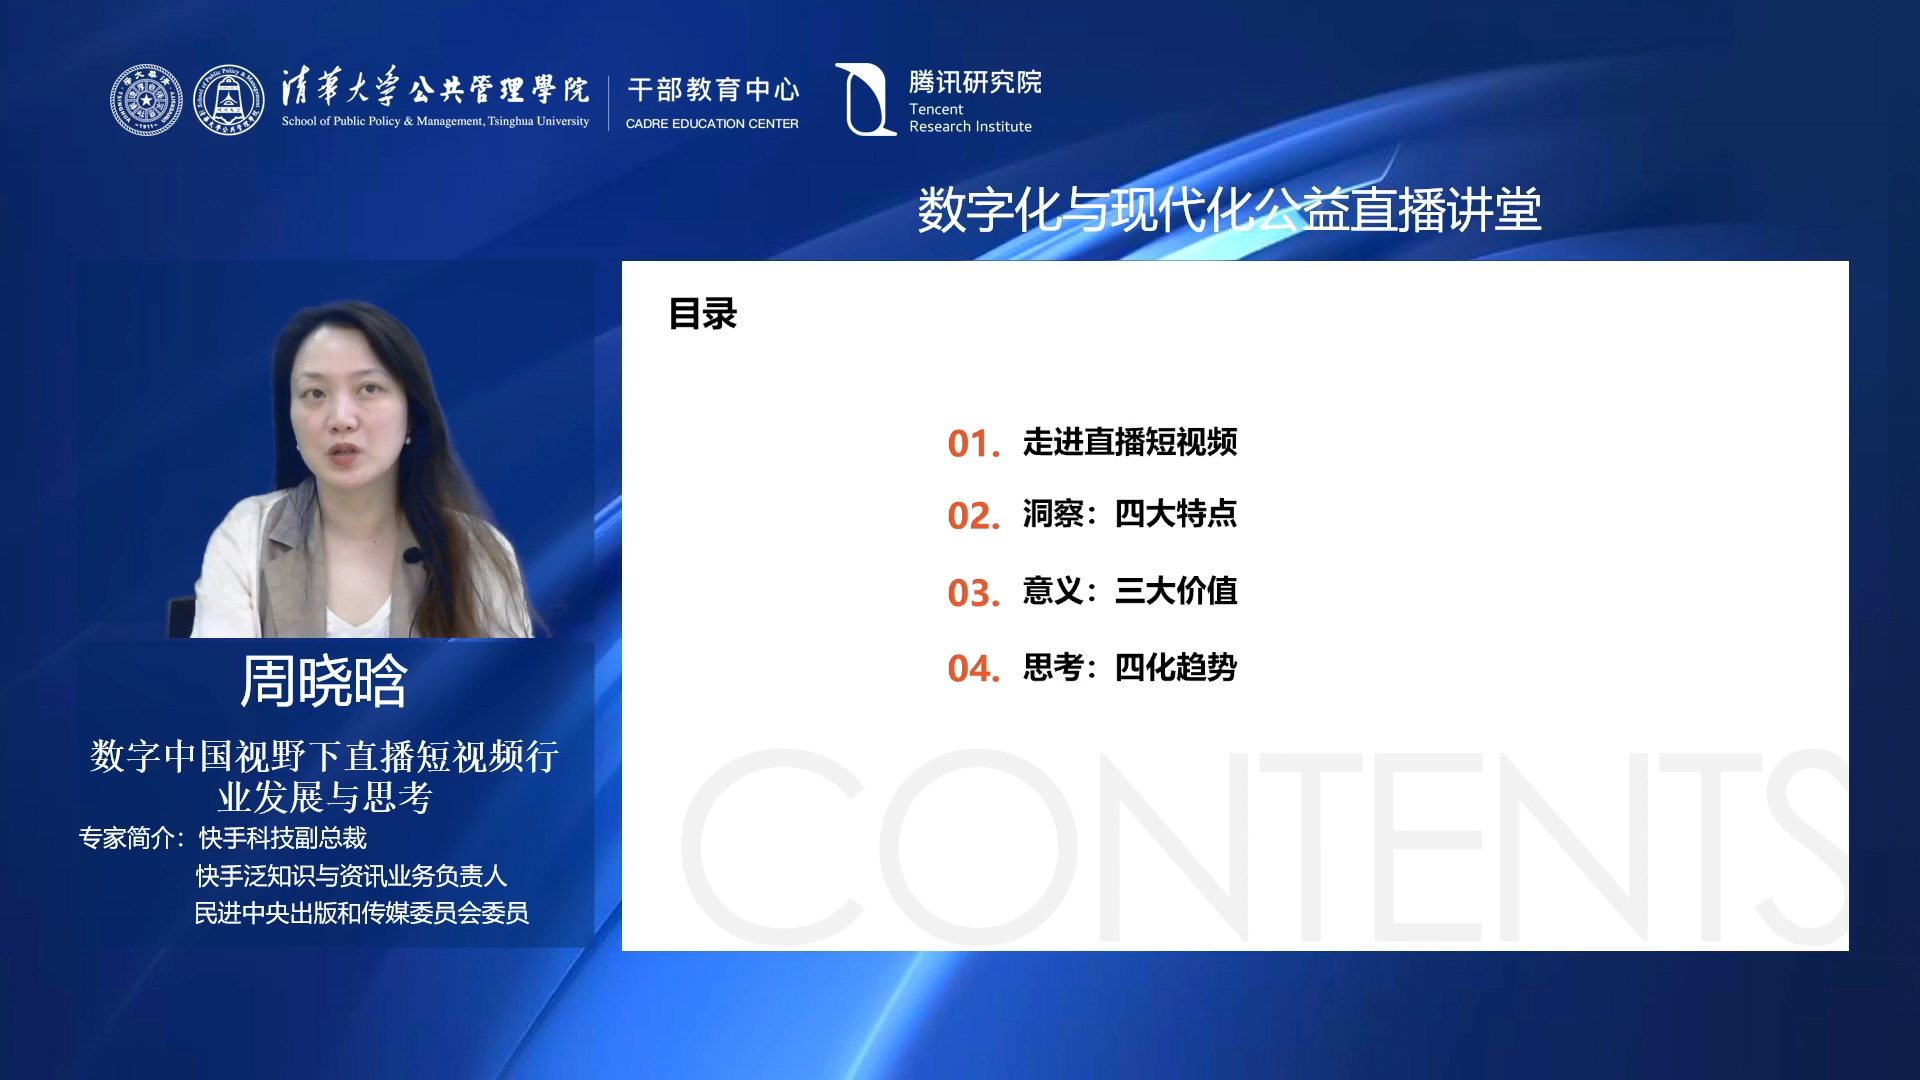 清華大学公共管理學院
School of Public Policy & Management, Tsinghua University
干部教育中心
CADRE EDUCATION CENTER
腾讯研究院
Tencent
Research Institute
数字化与现代化公益直播讲堂
目录
01. 走进直播短视频
02. 洞察：四大特点
03. 意义：三大价值
04. 思考：四化趋势
CONTENTS
周晓晗
数字中国视野下直播短视频行
业发展与思考
专家简介：快手科技副总裁
快手泛知识与资讯业务负责人
民进中央出版和传媒委员会委员